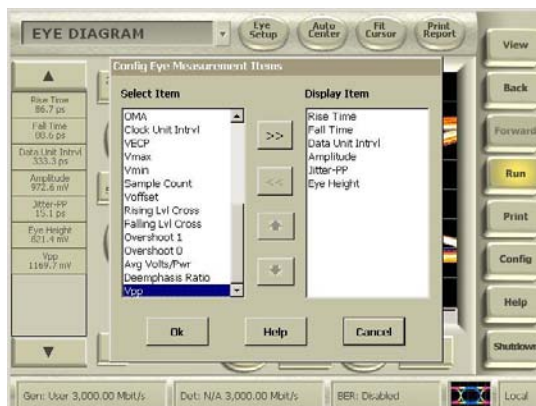 EYE DIAGRAM
Eye Setup
Auto Center
Fit Cursor
Print Report
View
Back
Forward
Run
Print
Config
Help
Shutdown
Rise Time
86.7 ps
Fall Time
Data Unit Intrvl
333.3 ps
Amplitude
972.6 mV
Jitter-PP
15.1 ps
Eye Height
821.4 mV
Vpp
1169.7 mV
Config Eye Measurement Items
Select Item
OMA
Clock Unit Intrvl
VECP
Vmax
Vmin
Sample Count
Voffset
Rising Lvl Cross
Falling Lvl Cross
Overshoot 1
Overshoot 0
Avg Volts/Pwr
Deemphasis Ratio
Vpp
>>
<<
Display Item
Rise Time
Fall Time
Data Unit Intrvl
Amplitude
Jitter-PP
Eye Height
Ok
Help
Cancel
Gen: User 3,000.00 Mbit/s
Det: N/A 3,000.00 Mbit/s
BER: Disabled
Local